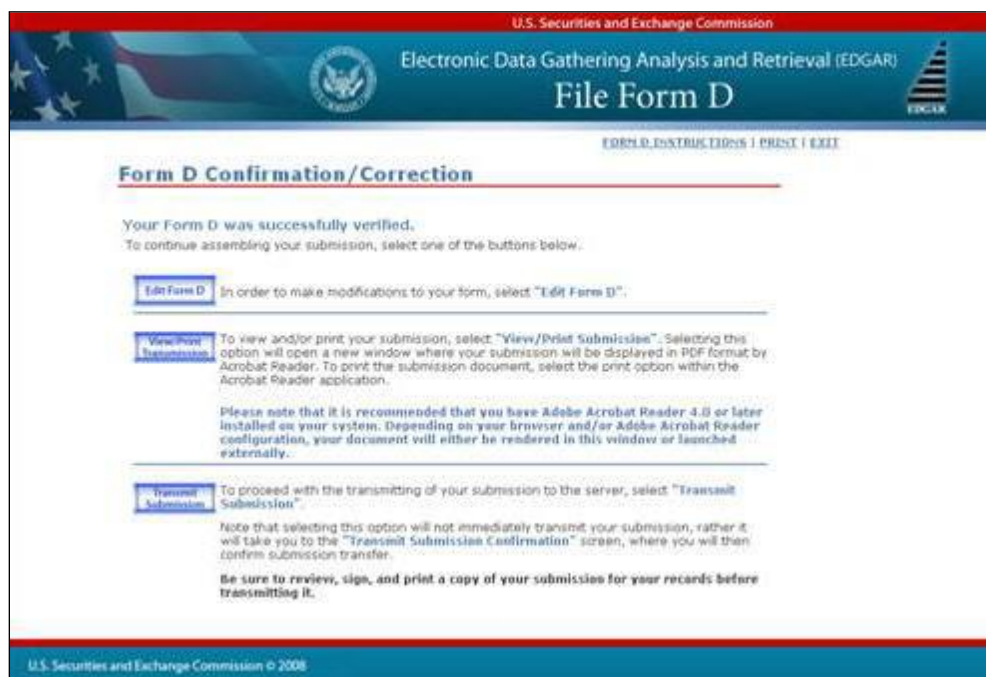 U.S. Securities and Exchange Commission
Electronic Data Gathering Analysis and Retrieval (EDGAR)
File Form D
EDGAR
FORM D INSTRUCTIONS | PRINT | EXIT
Form D Confirmation/Correction
Your Form D was successfully verified.
To continue assembling your submission, select one of the buttons below.
Edit Form D
In order to make modifications to your form, select "Edit Form D".
View/Print
Transmission
To view and/or print your submission, select "View/Print Submission". Selecting this
option will open a new window where your submission will be displayed in PDF format by
Acrobat Reader. To print the submission document, select the print option within the
Acrobat Reader application.
Please note that it is recommended that you have Adobe Acrobat Reader 4.0 or later
installed on your system. Depending on your browser and/or Adobe Acrobat Reader
configuration, your document will either be rendered in this window or launched
externally.
Transmit
Submission
To proceed with the transmitting of your submission to the server, select "Transmit
Submission".
Note that selecting this option will not immediately transmit your submission, rather it
will take you to the "Transmit Submission Confirmation" screen, where you will then
confirm submission transfer.
Be sure to review, sign, and print a copy of your submission for your records before
transmitting it.
U.S. Securities and Exchange Commission © 2008